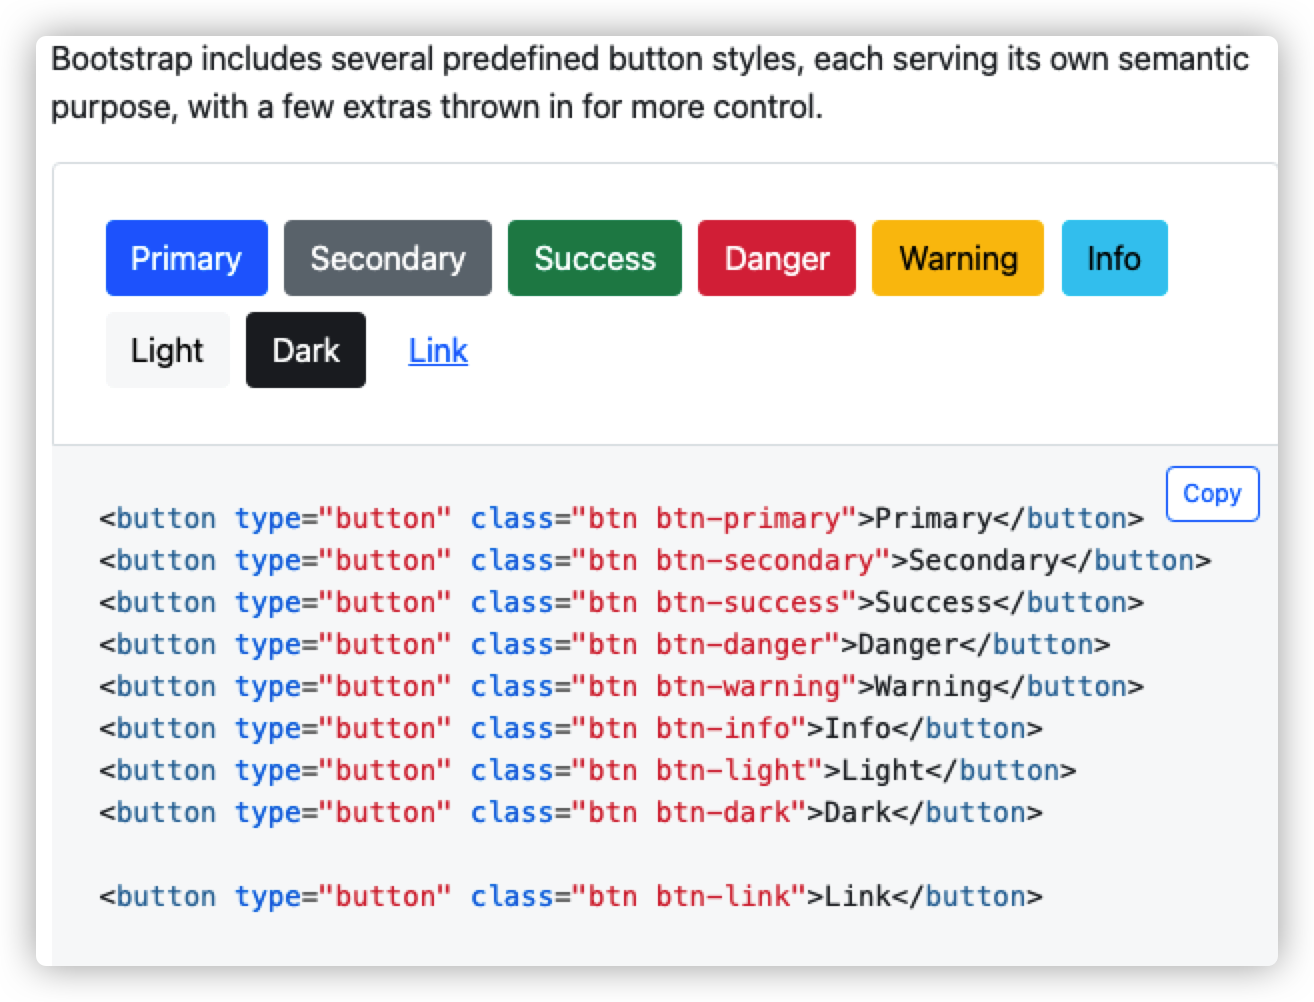 Bootstrap includes several predefined button styles, each serving its own semantic
purpose, with a few extras thrown in for more control.
Primary Secondary Success Danger Warning Info
Light Dark Link
Copy
<button type="button" class="btn btn-primary">Primary</button>
<button type="button" class="btn btn-secondary">Secondary</button>
<button type="button" class="btn btn-success">Success</button>
<button type="button" class="btn btn-danger">Danger</button>
<button type="button" class="btn btn-warning">Warning</button>
<button type="button" class="btn btn-info">Info</button>
<button type="button" class="btn btn-light">Light</button>
<button type="button" class="btn btn-dark">Dark</button>
<button type="button" class="btn btn-link">Link</button>